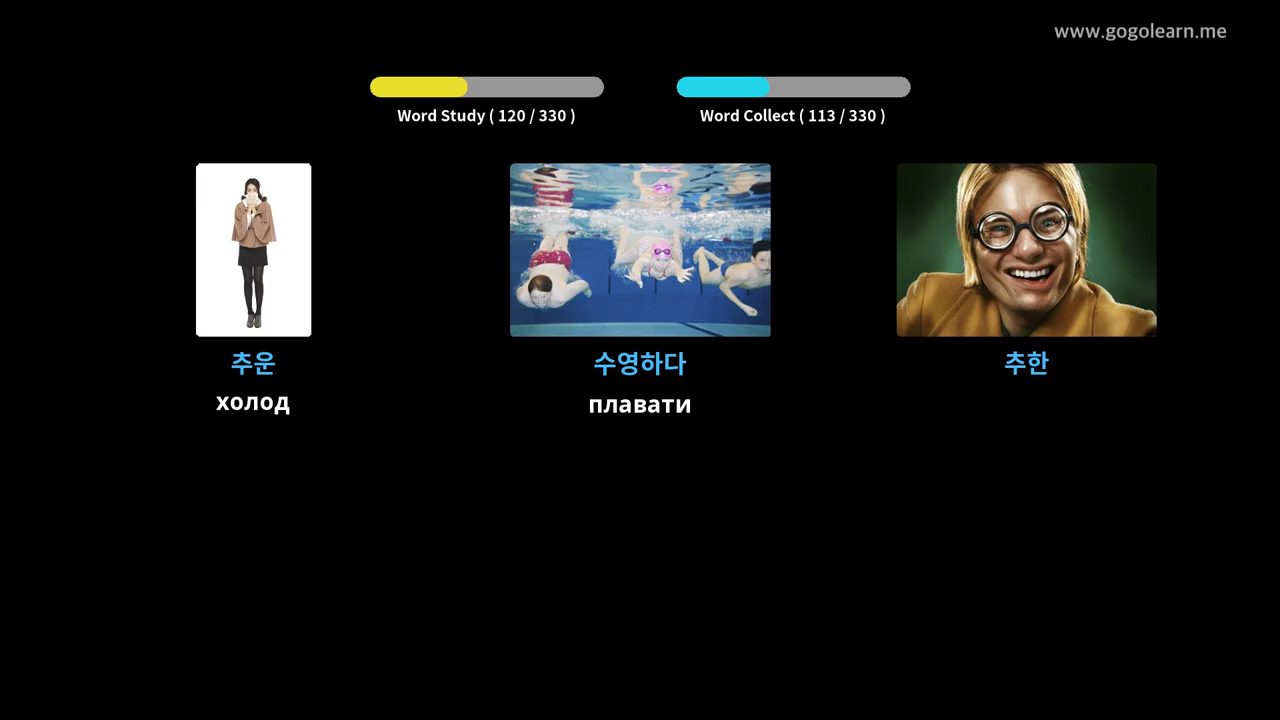 www.gogolearn.me
Word Study ( 120 / 330 )
Word Collect ( 113 / 330 )
추운
수영하다
추한
холод
плавати